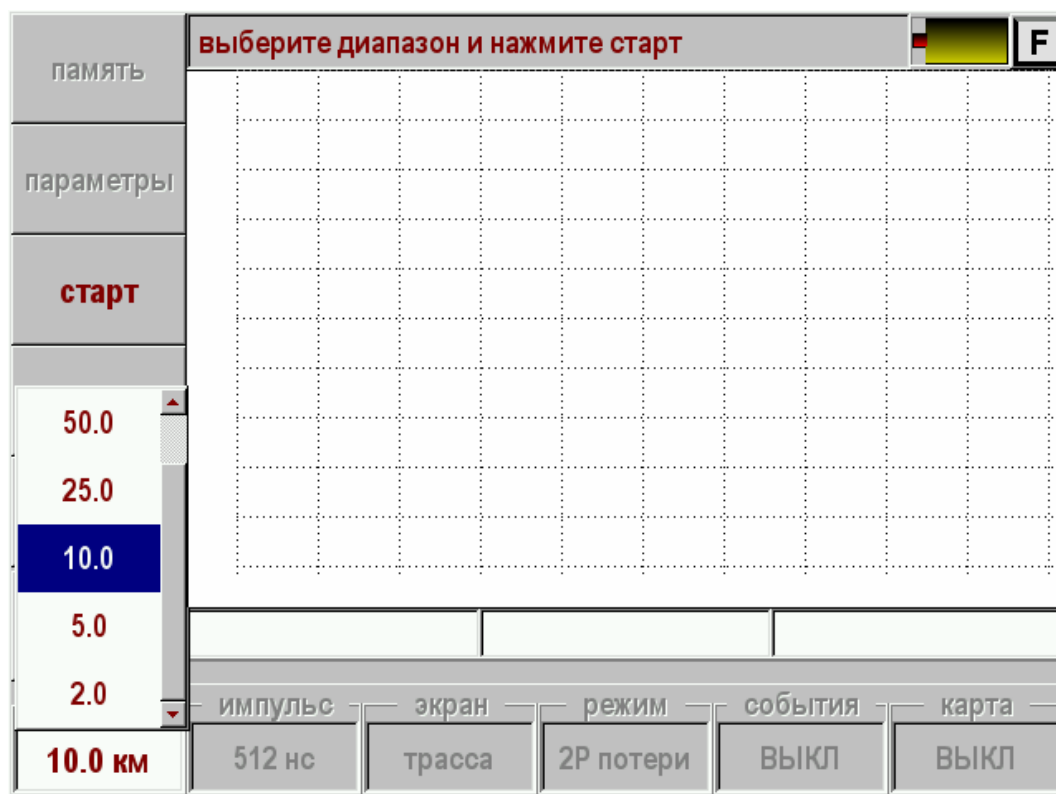 память
выберите диапазон и нажмите старт
F
параметры
старт
50.0
25.0
10.0
5.0
2.0
10.0 км
импульс
512 нс
экран
трасса
режим
2Р потери
события
ВЫКЛ
карта
ВЫКЛ